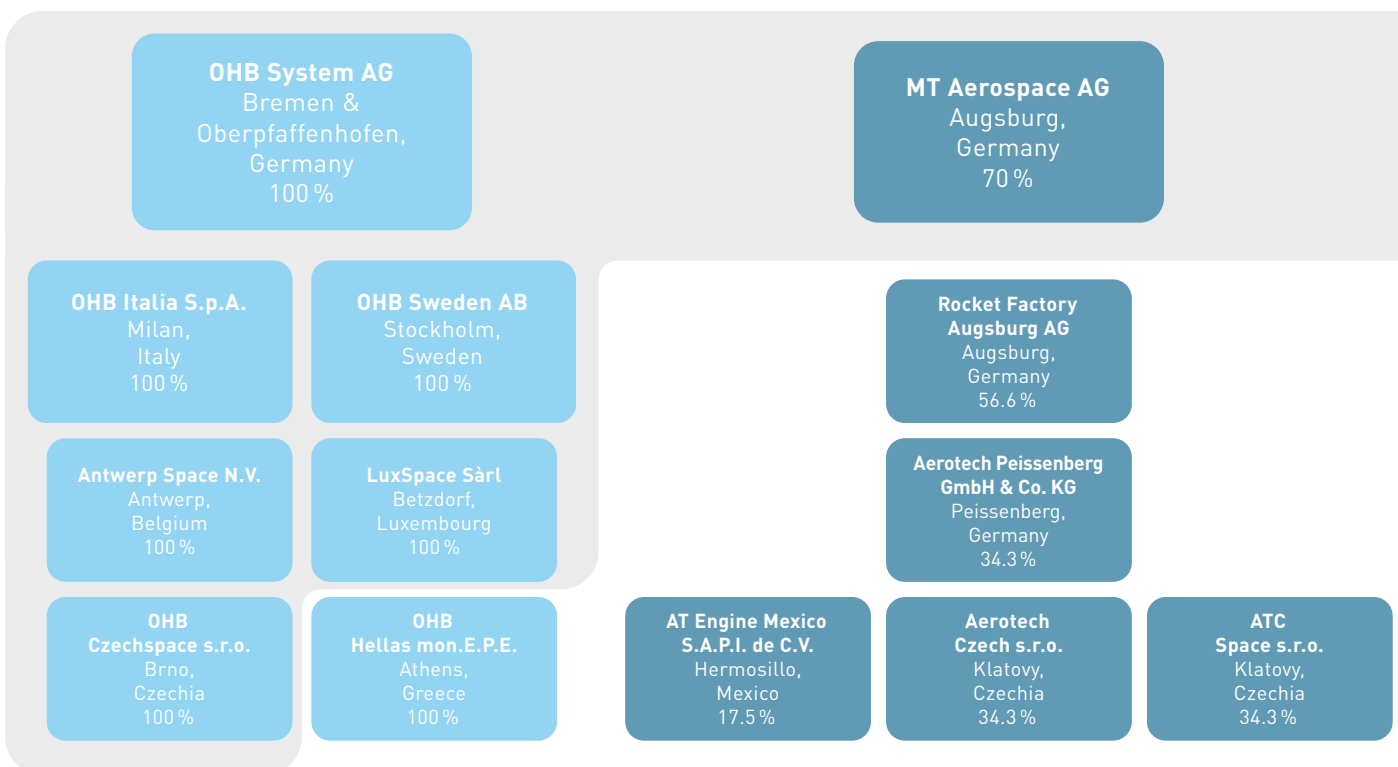 OHB System AG
Bremen &
Oberpfaffenhofen,
Germany
100 %
MT Aerospace AG
Augsburg,
Germany
70 %
OHB Italia S.p.A.
Milan,
Italy
100 %
OHB Sweden AB
Stockholm,
Sweden
100 %
Rocket Factory
Augsburg AG
Augsburg,
Germany
56.6 %
Antwerp Space N.V.
Antwerp,
Belgium
100 %
LuxSpace Sàrl
Betzdorf,
Luxembourg
100 %
Aerotech Peissenberg
GmbH & Co. KG
Peissenberg,
Germany
34.3 %
OHB
Czechspace s.r.o.
Brno,
Czechia
100 %
OHB
Hellas mon.E.P.E.
Athens,
Greece
100 %
AT Engine Mexico
S.A.P.I. de C.V.
Hermosillo,
Mexico
17.5 %
Aerotech
Czech s.r.o.
Klatovy,
Czechia
34.3 %
ATC
Space s.r.o.
Klatovy,
Czechia
34.3 %